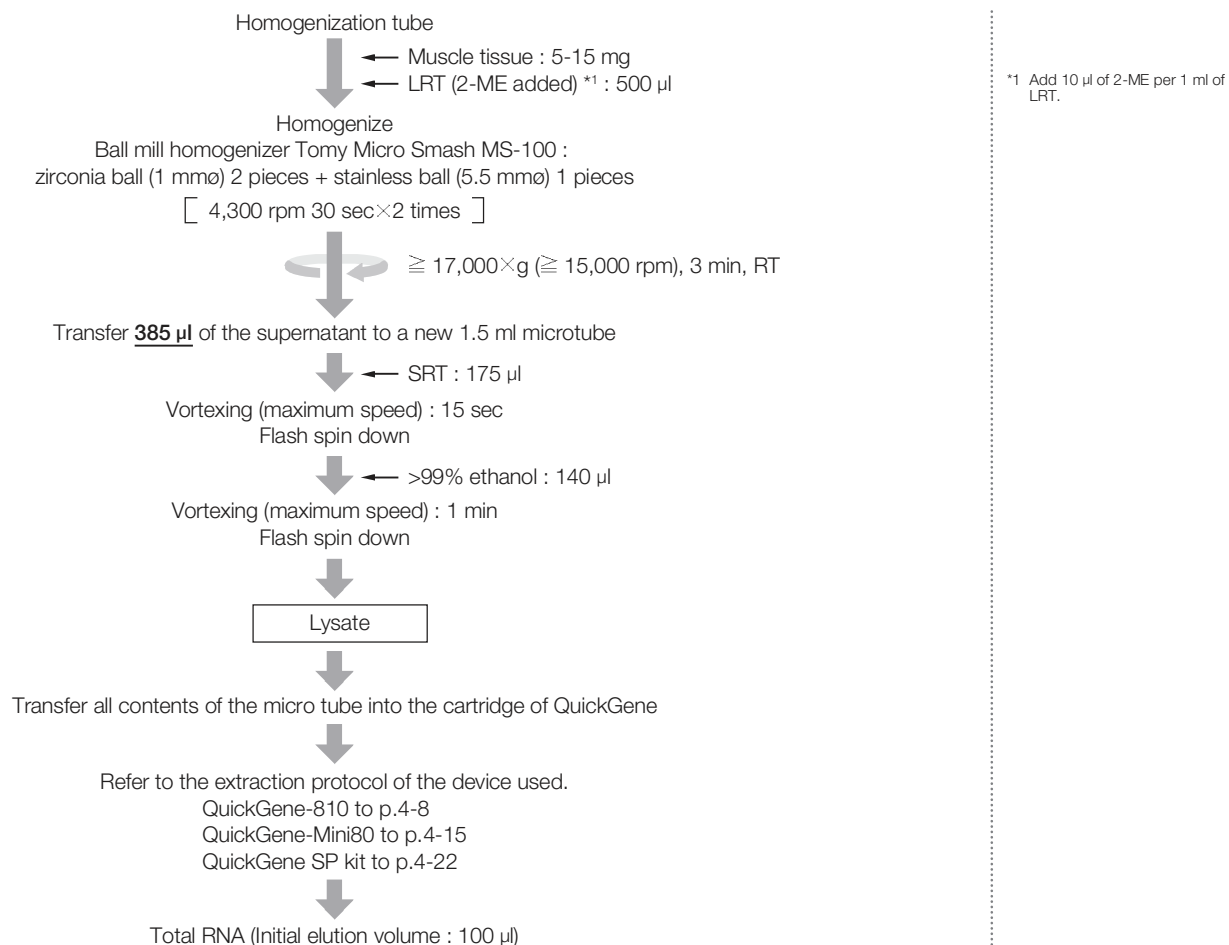 Homogenization tube
Muscle tissue : 5-15 mg
LRT (2-ME added) *1 : 500 µl
*1 Add 10 µl of 2-ME per 1 ml of
LRT.
Homogenize
Ball mill homogenizer Tomy Micro Smash MS-100 :
zirconia ball (1 mmø) 2 pieces + stainless ball (5.5 mmø) 1 pieces
[ 4,300 rpm 30 sec×2 times ]
≧ 17,000×g (≧ 15,000 rpm), 3 min, RT
Transfer 385 µl of the supernatant to a new 1.5 ml microtube
SRT : 175 µl
Vortexing (maximum speed) : 15 sec
Flash spin down
>99% ethanol : 140 µl
Vortexing (maximum speed) : 1 min
Flash spin down
Lysate
Transfer all contents of the micro tube into the cartridge of QuickGene
Refer to the extraction protocol of the device used.
QuickGene-810 to p.4-8
QuickGene-Mini80 to p.4-15
QuickGene SP kit to p.4-22
Total RNA (Initial elution volume : 100 µl)